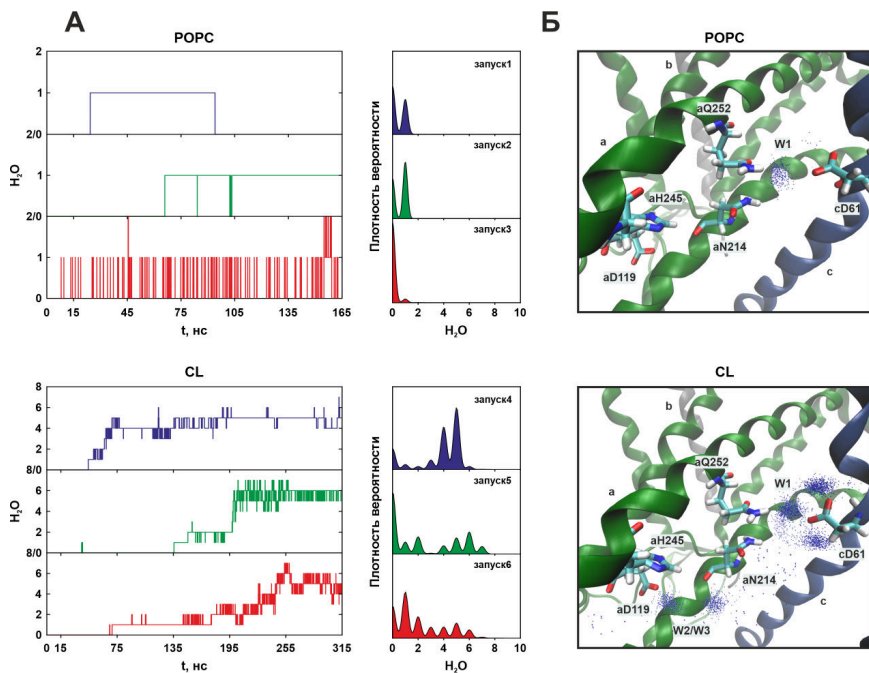 А
Б
POPC
POPC
2
1
2/0
1
2/0
1
0
H₂O
0
15
45
75
105
135
165
t, нс
запуск1
запуск2
запуск3
Плотность вероятности
0
2
4
6
8
10
H₂O
b
aQ252
a
W1
aH245
cD61
aN214
aD119
c
CL
CL
8
6
4
2
8/0
6
4
2
8/0
6
4
2
0
H₂O
0
15
75
135
195
255
315
t, нс
запуск4
запуск5
запуск6
Плотность вероятности
0
2
4
6
8
10
H₂O
b
aQ252
W1
a
aH245
cD61
aN214
aD119
c
W2/W3